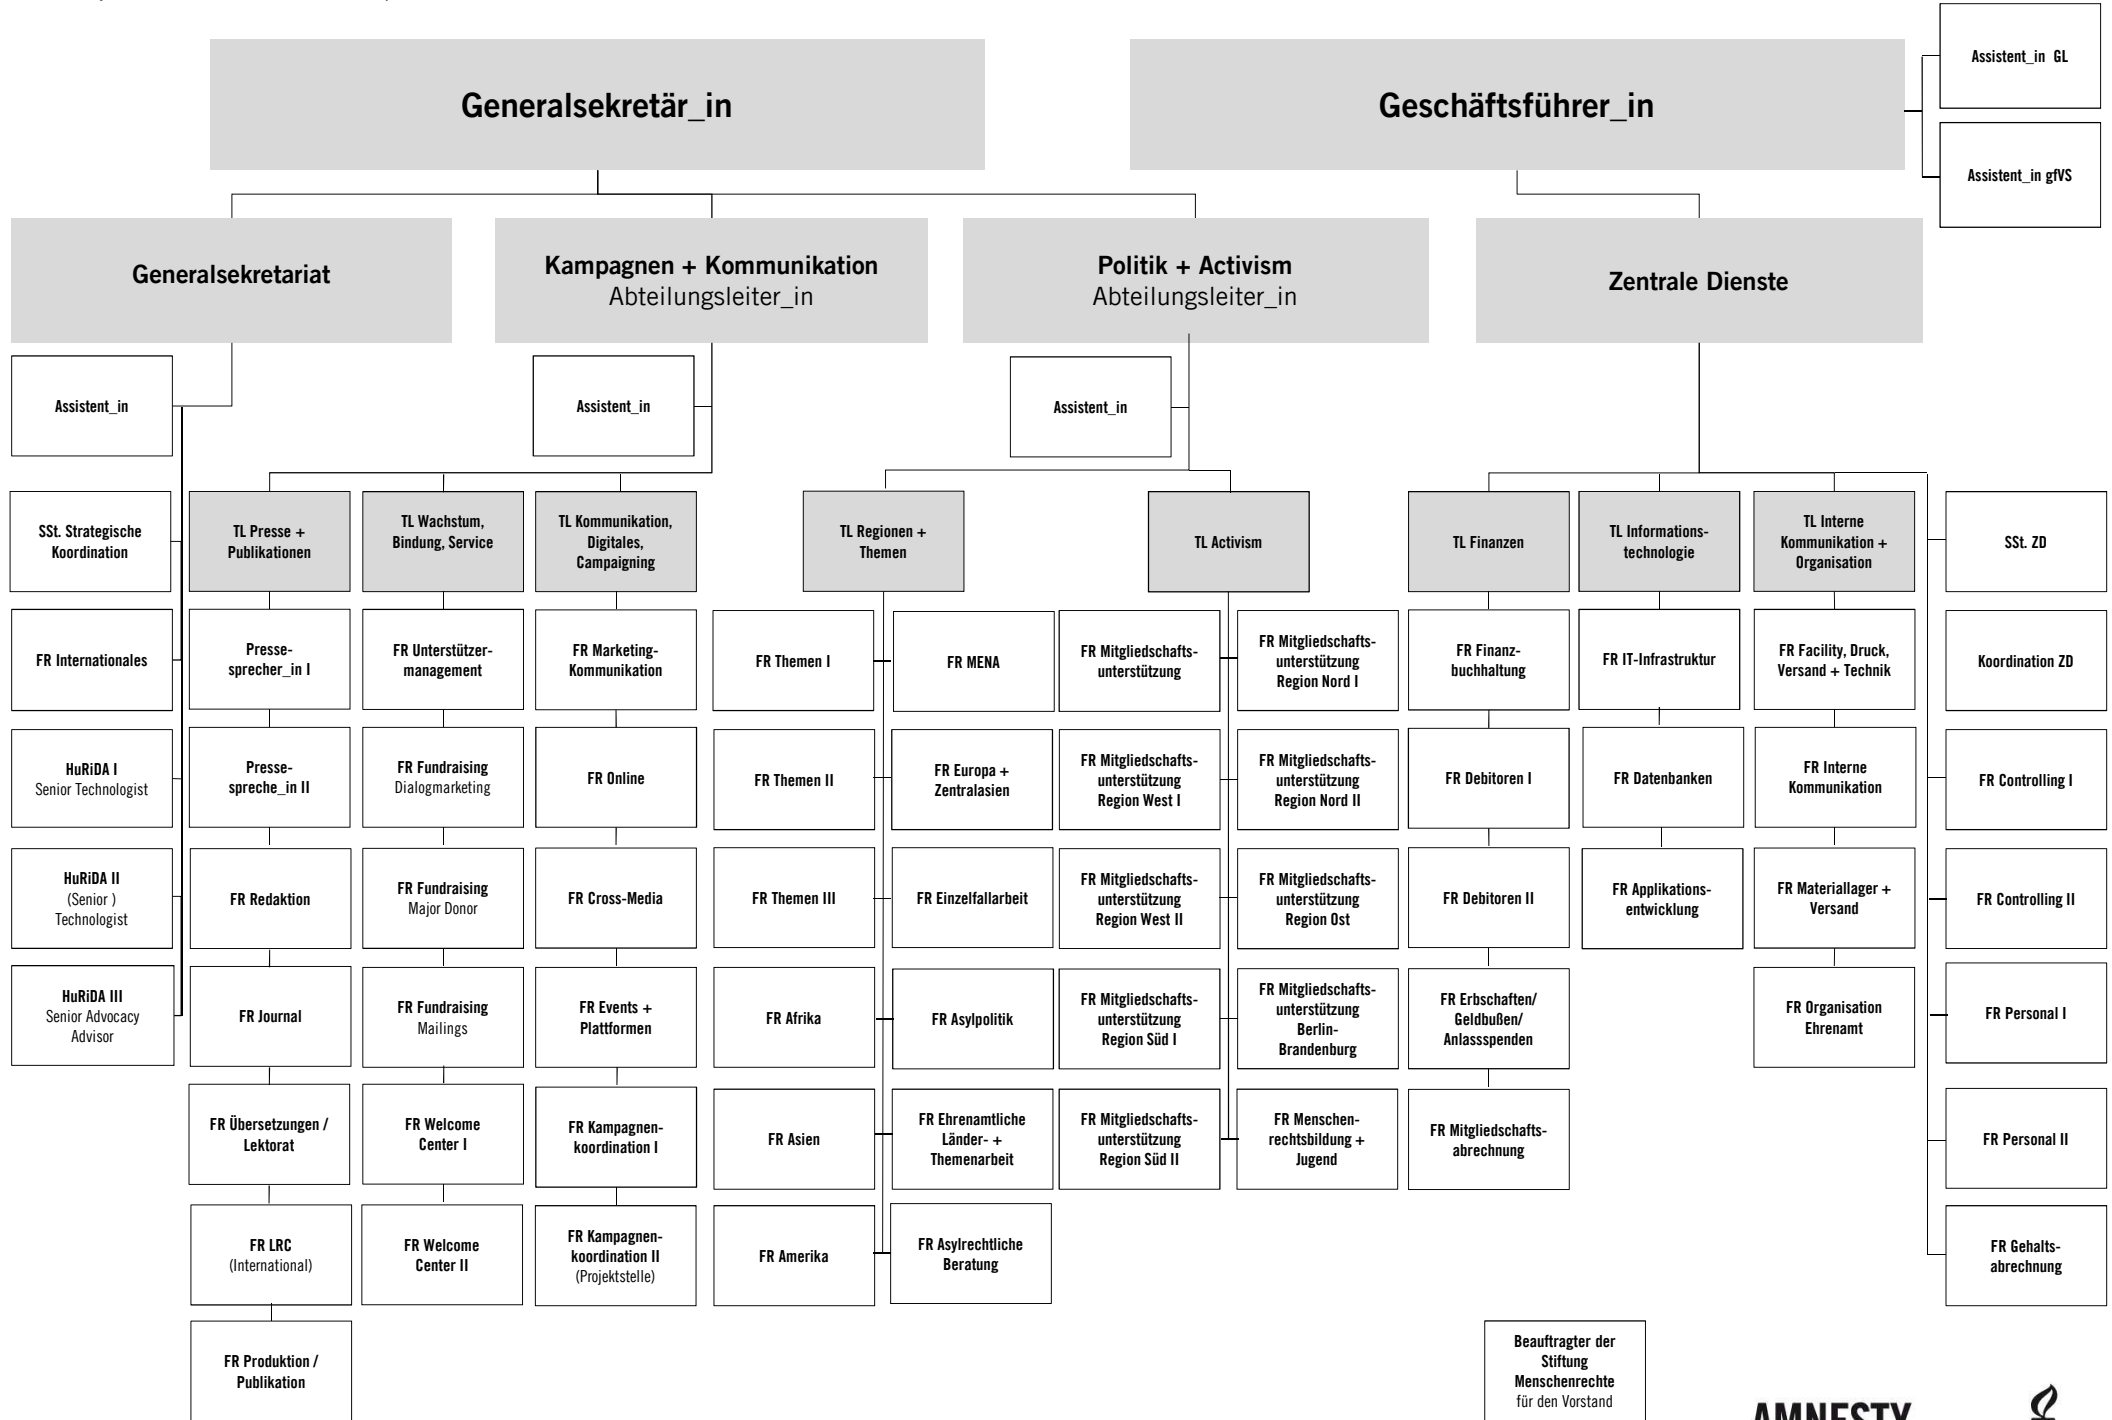 Generalsekretär_in
Geschäftsführer_in
Assistent_in GL
Assistent_in gfVS
Generalsekretariat
Kampagnen + Kommunikation
Abteilungsleiter_in
Politik + Activism
Abteilungsleiter_in
Zentrale Dienste
Assistent_in
Assistent_in
Assistent_in
SSt. Strategische
Koordination
TL Presse +
Publikationen
TL Wachstum,
Bindung, Service
TL Kommunikation,
Digitales,
Campaigning
TL Regionen +
Themen
TL Activism
TL Finanzen
TL Informations-
technologie
TL Interne
Kommunikation +
Organisation
SSt. ZD
FR Internationales
Presse-
sprecher_in I
FR Unterstützer-
management
FR Marketing-
Kommunikation
FR Themen I
FR MENA
FR Mitgliedschafts-
unterstützung
FR Mitgliedschafts-
unterstützung
Region Nord I
FR Finanz-
buchhaltung
FR IT-Infrastruktur
FR Facility, Druck,
Versand + Technik
Koordination ZD
HuRiDA I
Senior Technologist
Presse-
spreche_in II
FR Fundraising
Dialogmarketing
FR Online
FR Themen II
FR Europa +
Zentralasien
FR Mitgliedschafts-
unterstützung
Region West I
FR Mitgliedschafts-
unterstützung
Region Nord II
FR Debitoren I
FR Datenbanken
FR Interne
Kommunikation
FR Controlling I
HuRiDA II
(Senior )
Technologist
FR Redaktion
FR Fundraising
Major Donor
FR Cross-Media
FR Themen III
FR Einzelfallarbeit
FR Mitgliedschafts-
unterstützung
Region West II
FR Mitgliedschafts-
unterstützung
Region Ost
FR Debitoren II
FR Applikations-
entwicklung
FR Materiallager +
Versand
FR Controlling II
HuRiDA III
Senior Advocacy
Advisor
FR Journal
FR Fundraising
Mailings
FR Events +
Plattformen
FR Afrika
FR Asylpolitik
FR Mitgliedschafts-
unterstützung
Region Süd I
FR Mitgliedschafts-
unterstützung
Berlin-
Brandenburg
FR Erbschaften/
Geldbußen/
Anlassspenden
FR Organisation
Ehrenamt
FR Personal I
FR Übersetzungen /
Lektorat
FR Welcome
Center I
FR Kampagnen-
koordination I
FR Asien
FR Ehrenamtliche
Länder- +
Themenarbeit
FR Mitgliedschafts-
unterstützung
Region Süd II
FR Menschen-
rechtsbildung +
Jugend
FR Mitgliedschafts-
abrechnung
FR Personal II
FR LRC
(International)
FR Welcome
Center II
FR Kampagnen-
koordination II
(Projektstelle)
FR Amerika
FR Asylrechtliche
Beratung
FR Gehalts-
abrechnung
FR Produktion /
Publikation
Beauftragter der
Stiftung
Menschenrechte
für den Vorstand
AMNESTY